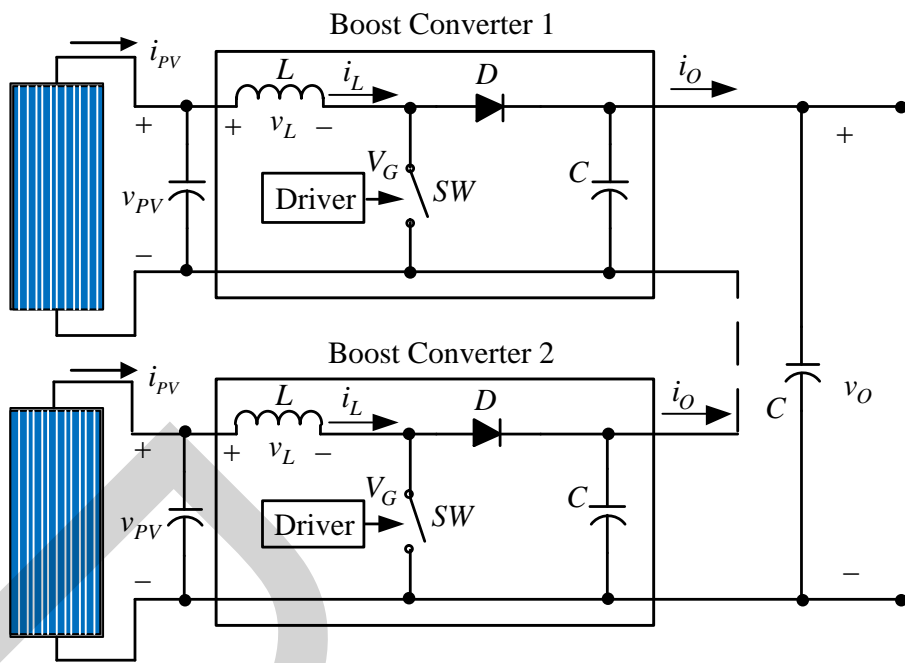 Boost Converter 1
i_PV
L
i_L
D
i_O
+
+ v_L −
+
V_G
C
Driver
SW
v_PV
−
Boost Converter 2
i_PV
L
i_L
D
i_O
C
v_O
+
+ v_L −
V_G
C
Driver
SW
v_PV
−
−